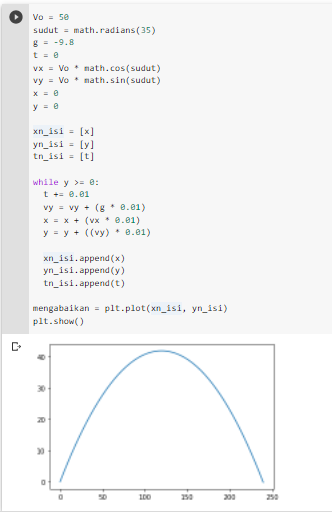 Vo = 50
sudut = math.radians(35)
g = -9.8
t = 0
vx = Vo * math.cos(sudut)
vy = Vo * math.sin(sudut)
x = 0
y = 0
xn_isi = [x]
yn_isi = [y]
tn_isi = [t]
while y >= 0:
t += 0.01
vy = vy + (g * 0.01)
x = x + (vx * 0.01)
y = y + ((vy) * 0.01)
xn_isi.append(x)
yn_isi.append(y)
tn_isi.append(t)
mengabaikan = plt.plot(xn_isi, yn_isi)
plt.show()
40
30
20
10
0
0 50 100 150 200 250